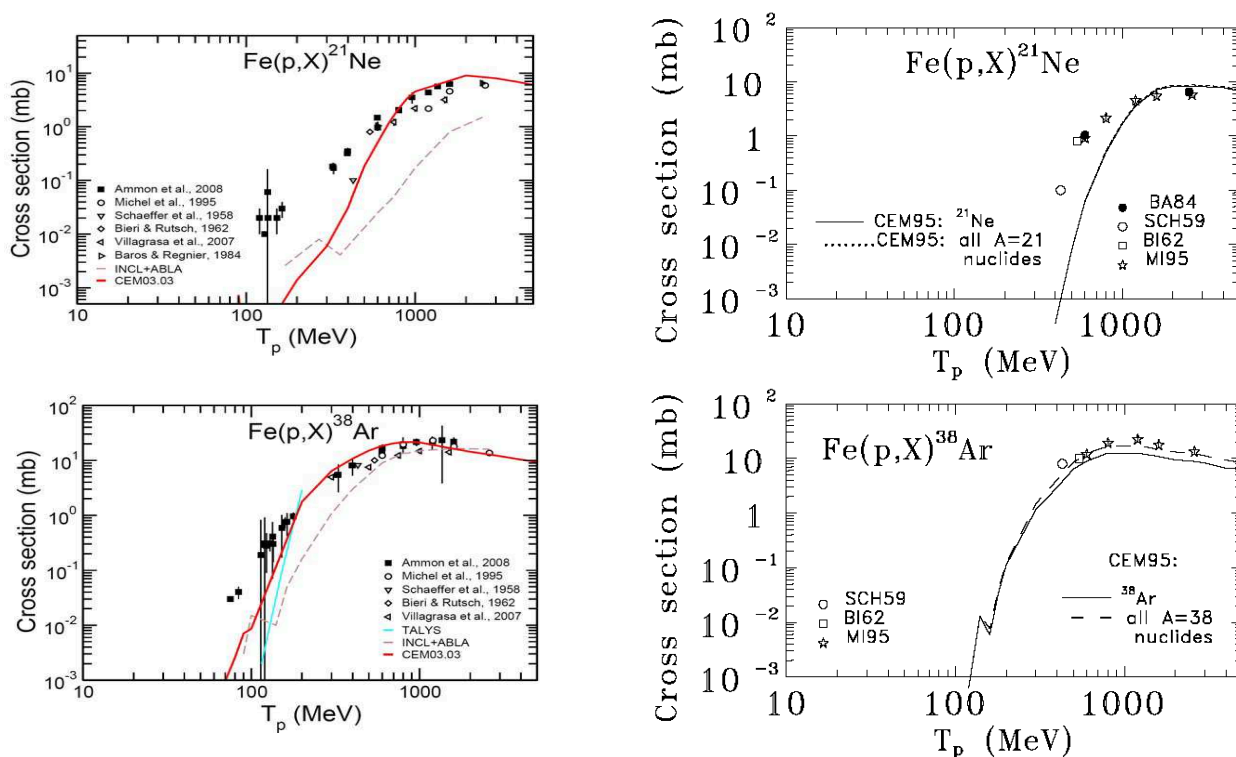 Fe(p,X)²¹Ne
Cross section (mb)
10¹
10⁰
10⁻¹
10⁻²
10⁻³
Ammon et al., 2008
Michel et al., 1995
Schaeffer et al., 1958
Bieri & Rutsch, 1962
Villagrasa et al., 2007
Baros & Regnier, 1984
INCL+ABLA
CEM03.03
10 100 1000
Tₚ (MeV)
Fe(p,X)²¹Ne
Cross section (mb)
10²
10
1
10⁻¹
10⁻²
10⁻³
CEM95: ²¹Ne
CEM95: all A=21
nuclides
BA84
SCH59
BI62
MI95
10 100 1000
Tₚ (MeV)
Fe(p,X)³⁸Ar
Cross section (mb)
10²
10¹
10⁰
10⁻¹
10⁻²
10⁻³
Ammon et al., 2008
Michel et al., 1995
Schaeffer et al., 1958
Bieri & Rutsch, 1962
Villagrasa et al., 2007
TALYS
INCL+ABLA
CEM03.03
10 100 1000
Tₚ (MeV)
Fe(p,X)³⁸Ar
Cross section (mb)
10²
10
1
10⁻¹
10⁻²
10⁻³
SCH59
BI62
MI95
CEM95:
³⁸Ar
all A=38
nuclides
10 100 1000
Tₚ (MeV)